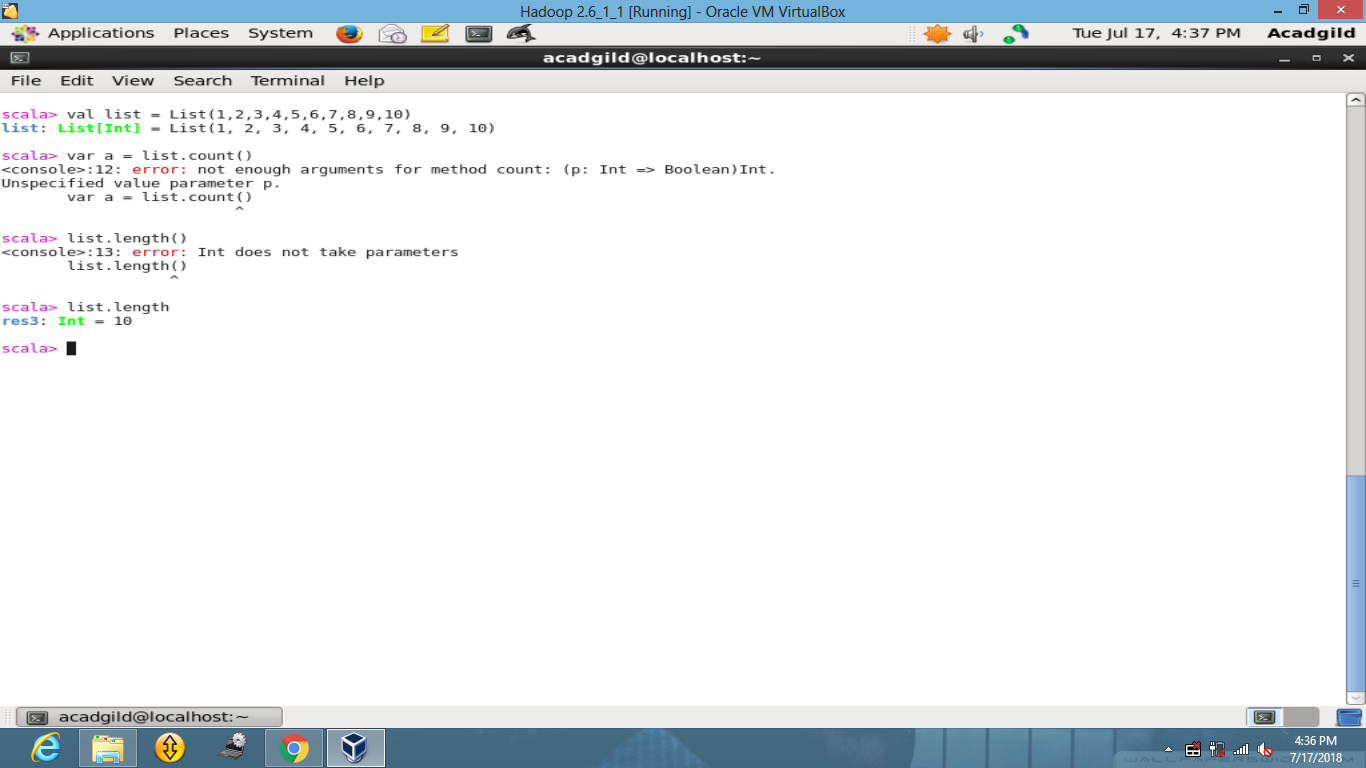 Hadoop 2.6_1_1 [Running] - Oracle VM VirtualBox
Applications Places System Tue Jul 17, 4:37 PM Acadgild
acadgild@localhost:~
File Edit View Search Terminal Help
scala> val list = List(1,2,3,4,5,6,7,8,9,10)
list: List[Int] = List(1, 2, 3, 4, 5, 6, 7, 8, 9, 10)
scala> var a = list.count()
<console>:12: error: not enough arguments for method count: (p: Int => Boolean)Int.
Unspecified value parameter p.
var a = list.count()
^
scala> list.length()
<console>:13: error: Int does not take parameters
list.length()
^
scala> list.length
res3: Int = 10
scala>
acadgild@localhost:~
4:36 PM
7/17/2018